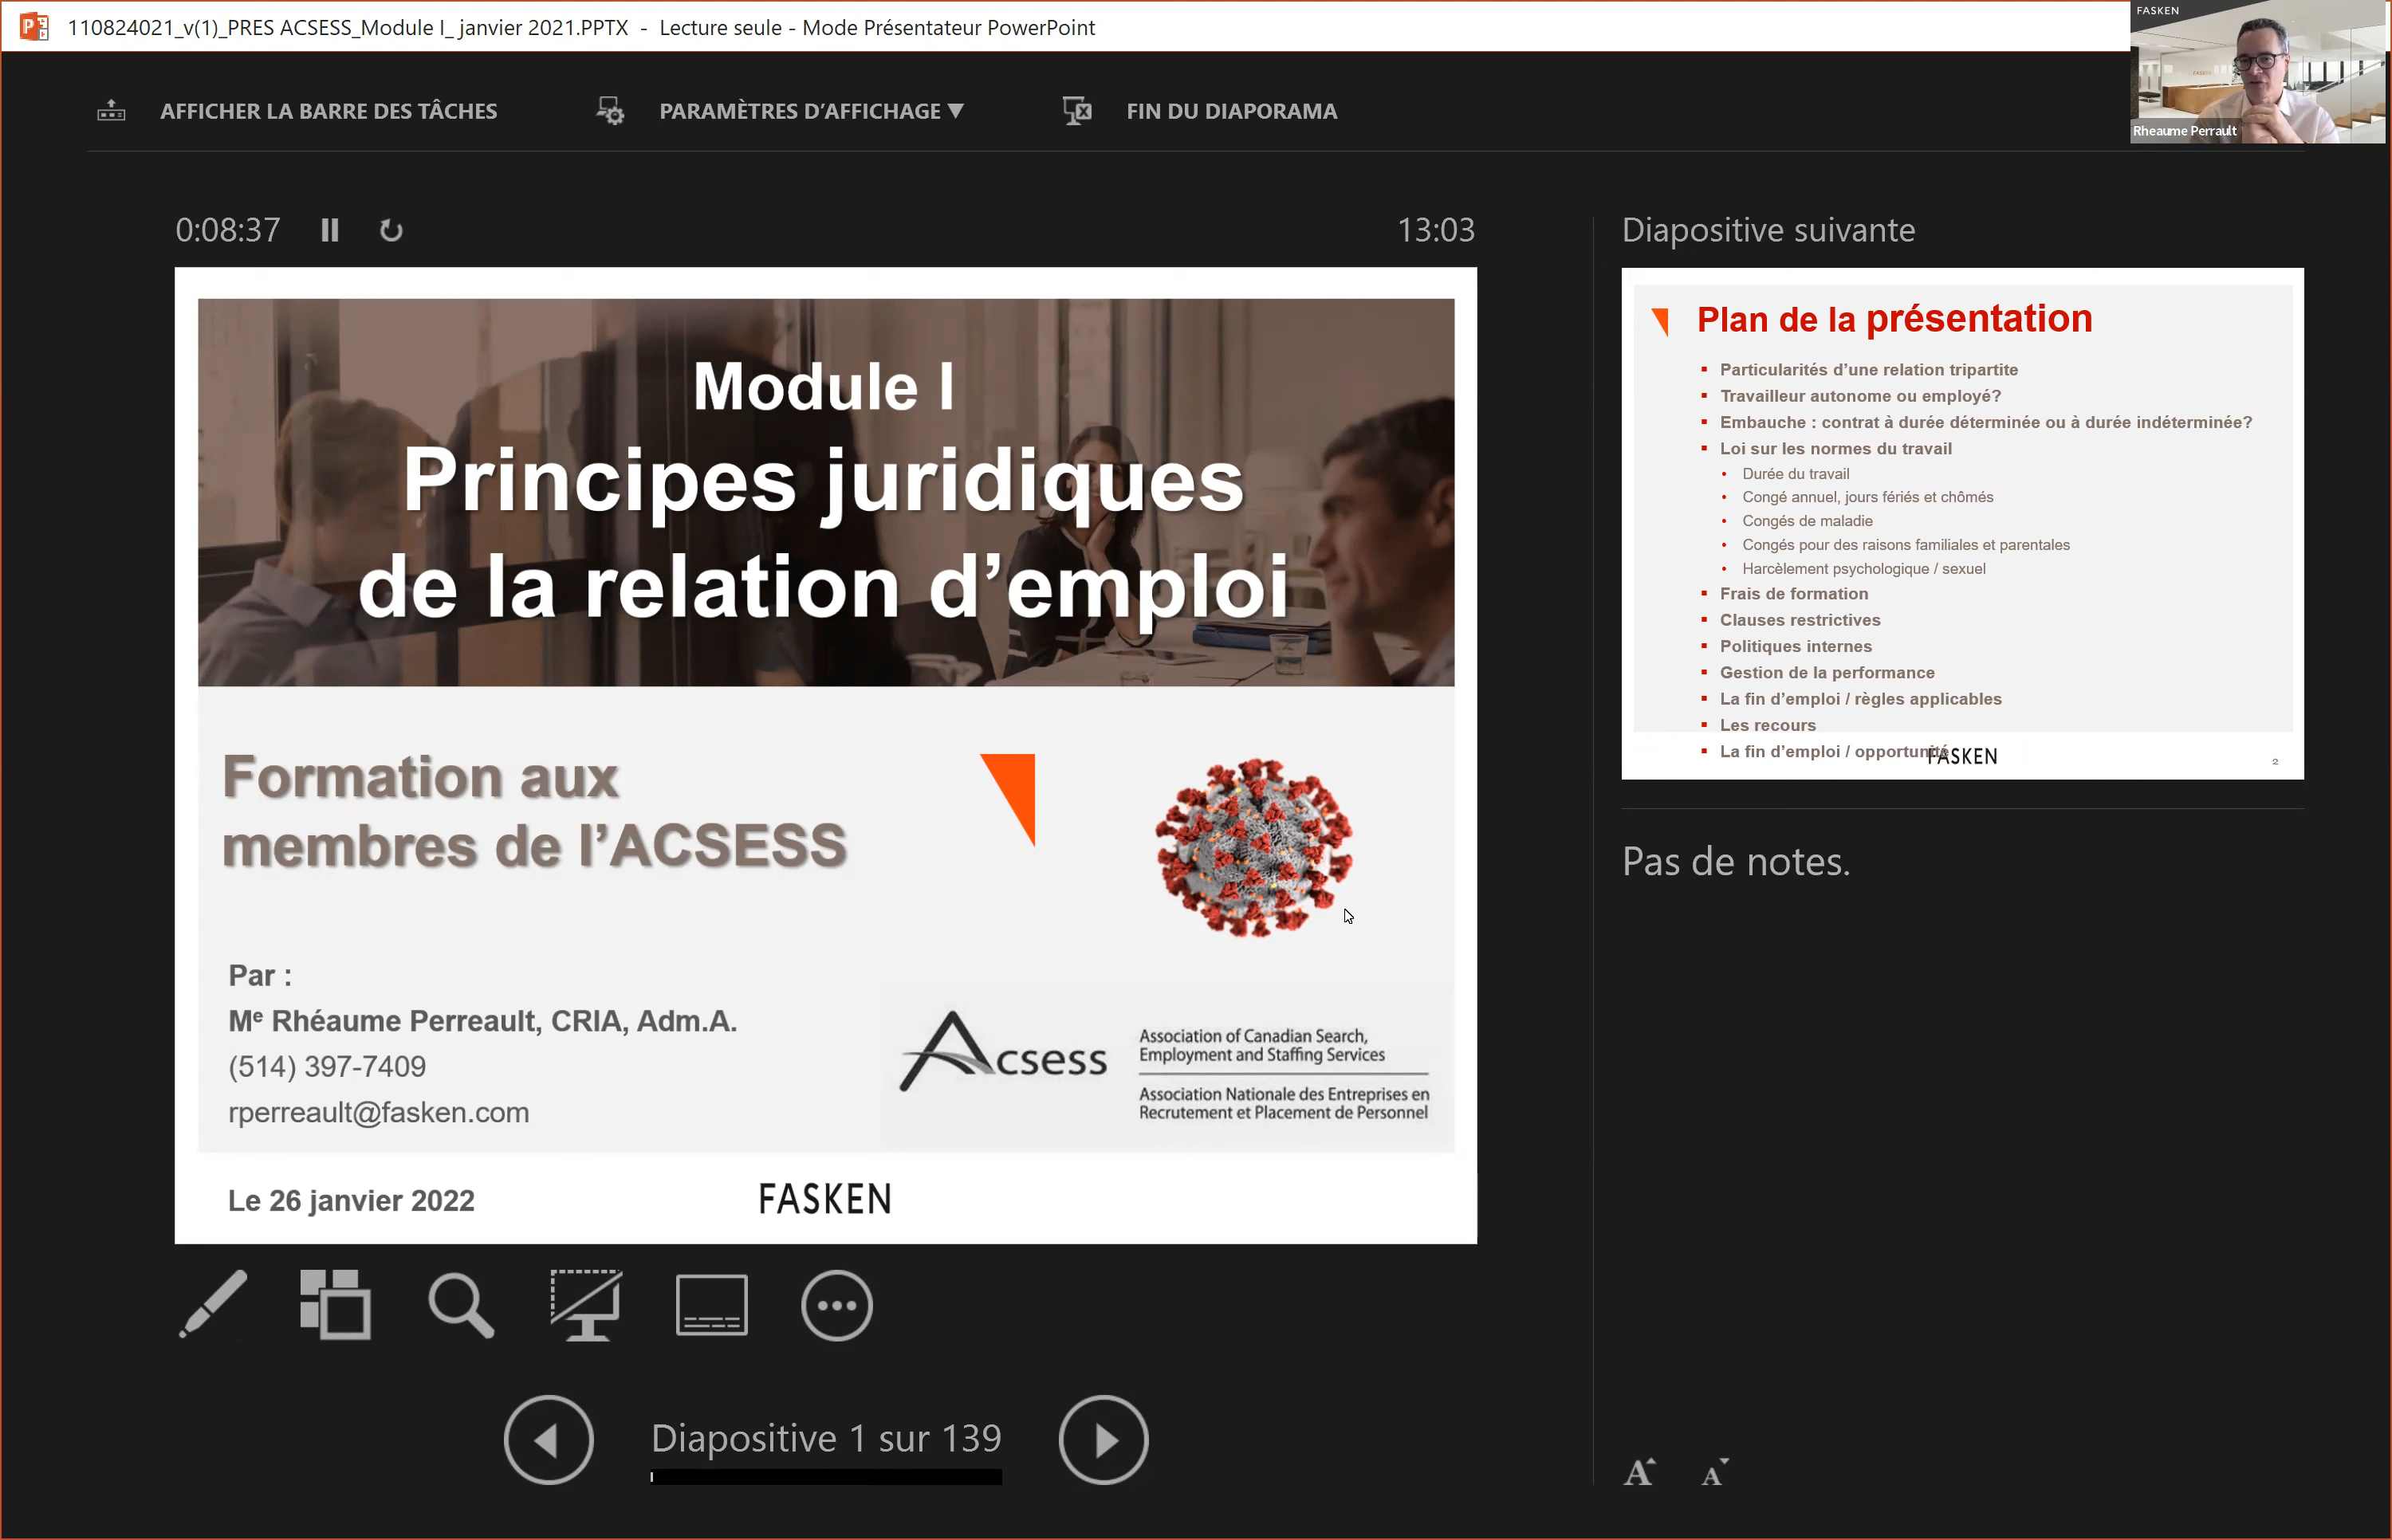 110824021_v(1)_PRES ACSESS_Module I_ janvier 2021.PPTX - Lecture seule - Mode Présentateur PowerPoint
FASKEN
Rheaume Perrault
AFFICHER LA BARRE DES TÂCHES
PARAMÈTRES D’AFFICHAGE ▼
FIN DU DIAPORAMA
0:08:37
13:03
Module I
Principes juridiques
de la relation d’emploi
Formation aux
membres de l’ACSESS
Par :
Me Rhéaume Perreault, CRIA, Adm.A.
(514) 397-7409
rperreault@fasken.com
Acsess
Association of Canadian Search,
Employment and Staffing Services
Association Nationale des Entreprises en
Recrutement et Placement de Personnel
Le 26 janvier 2022
FASKEN
Diapositive 1 sur 139
Diapositive suivante
Plan de la présentation
▪ Particularités d’une relation tripartite
▪ Travailleur autonome ou employé?
▪ Embauche : contrat à durée déterminée ou à durée indéterminée?
▪ Loi sur les normes du travail
• Durée du travail
• Congé annuel, jours fériés et chômés
• Congés de maladie
• Congés pour des raisons familiales et parentales
• Harcèlement psychologique / sexuel
▪ Frais de formation
▪ Clauses restrictives
▪ Politiques internes
▪ Gestion de la performance
▪ La fin d’emploi / règles applicables
▪ Les recours
▪ La fin d’emploi / opportunité
FASKEN
2
Pas de notes.
A A